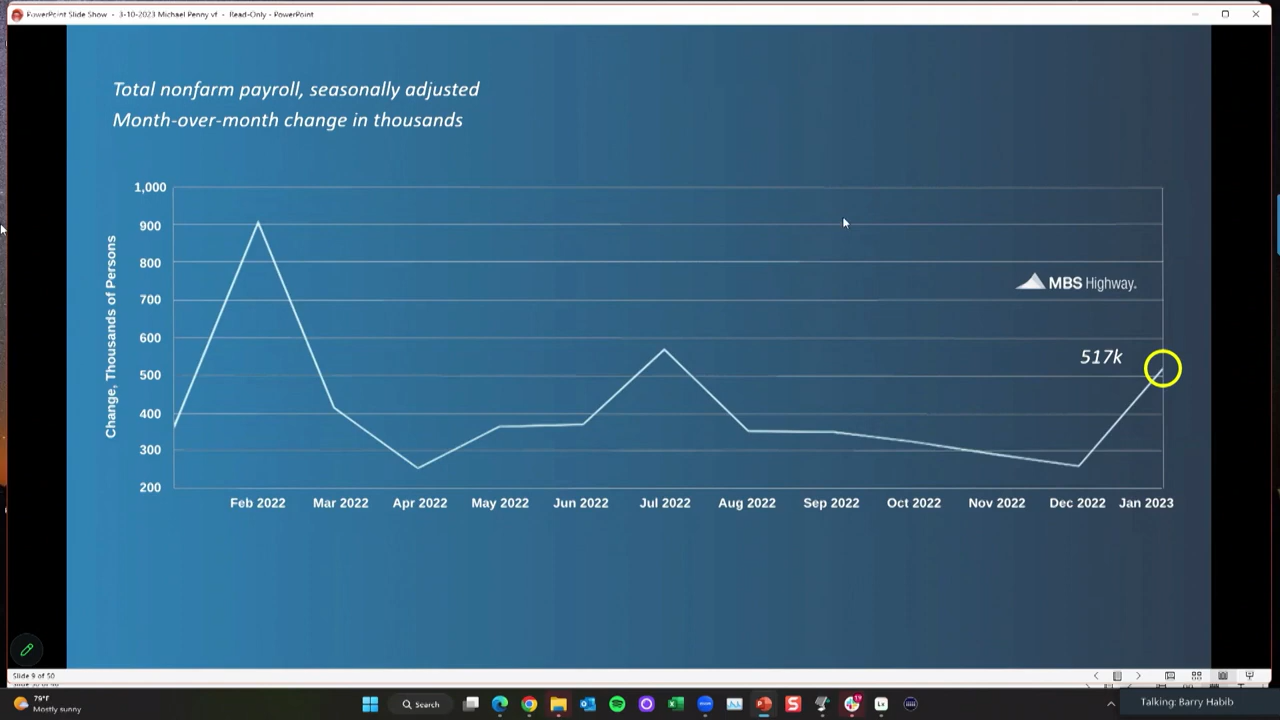 PowerPoint Slide Show - 3-10-2023 Michael Penny vf - Read-Only - PowerPoint
Total nonfarm payroll, seasonally adjusted
Month-over-month change in thousands
Change, Thousands of Persons
1,000
900
800
700
600
500
400
300
200
MBS Highway.
517k
Feb 2022 Mar 2022 Apr 2022 May 2022 Jun 2022 Jul 2022 Aug 2022 Sep 2022 Oct 2022 Nov 2022 Dec 2022 Jan 2023
Slide 9 of 50
79°F
Mostly sunny
Search
19
Lv
Talking: Barry Habib